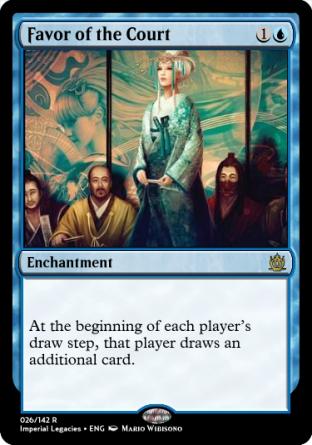 Favor of the Court 1
Enchantment
At the beginning of each player's
draw step, that player draws an
additional card.
026/142 R
Imperial Legacies • ENG Mario Wibisono